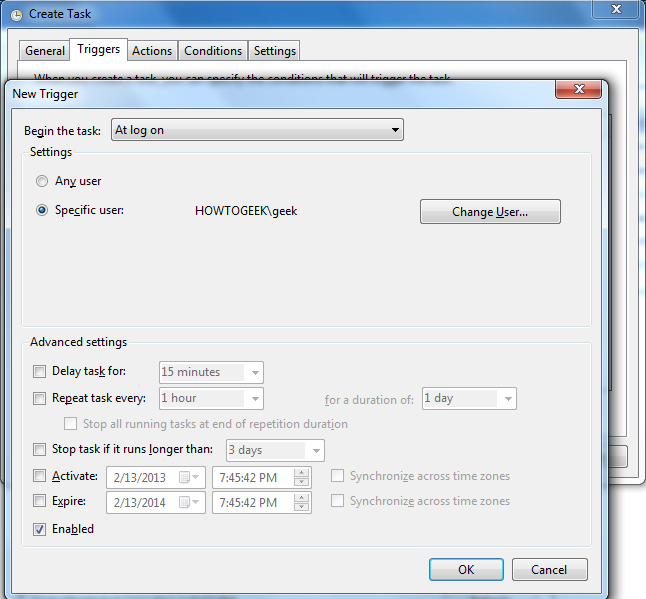 Create Task
General Triggers Actions Conditions Settings
When you create a task, you can specify the conditions that will trigger the task.
New Trigger
Begin the task: At log on
Settings
Any user
Specific user: HOWTOGEEK\geek Change User...
Advanced settings
Delay task for: 15 minutes
Repeat task every: 1 hour for a duration of: 1 day
Stop all running tasks at end of repetition duration
Stop task if it runs longer than: 3 days
Activate: 2/13/2013 7:45:42 PM Synchronize across time zones
Expire: 2/13/2014 7:45:42 PM Synchronize across time zones
Enabled
OK Cancel